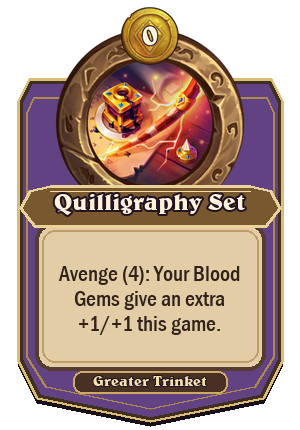 0
Quilligraphy Set
Avenge (4): Your Blood
Gems give an extra
+1/+1 this game.
Greater Trinket